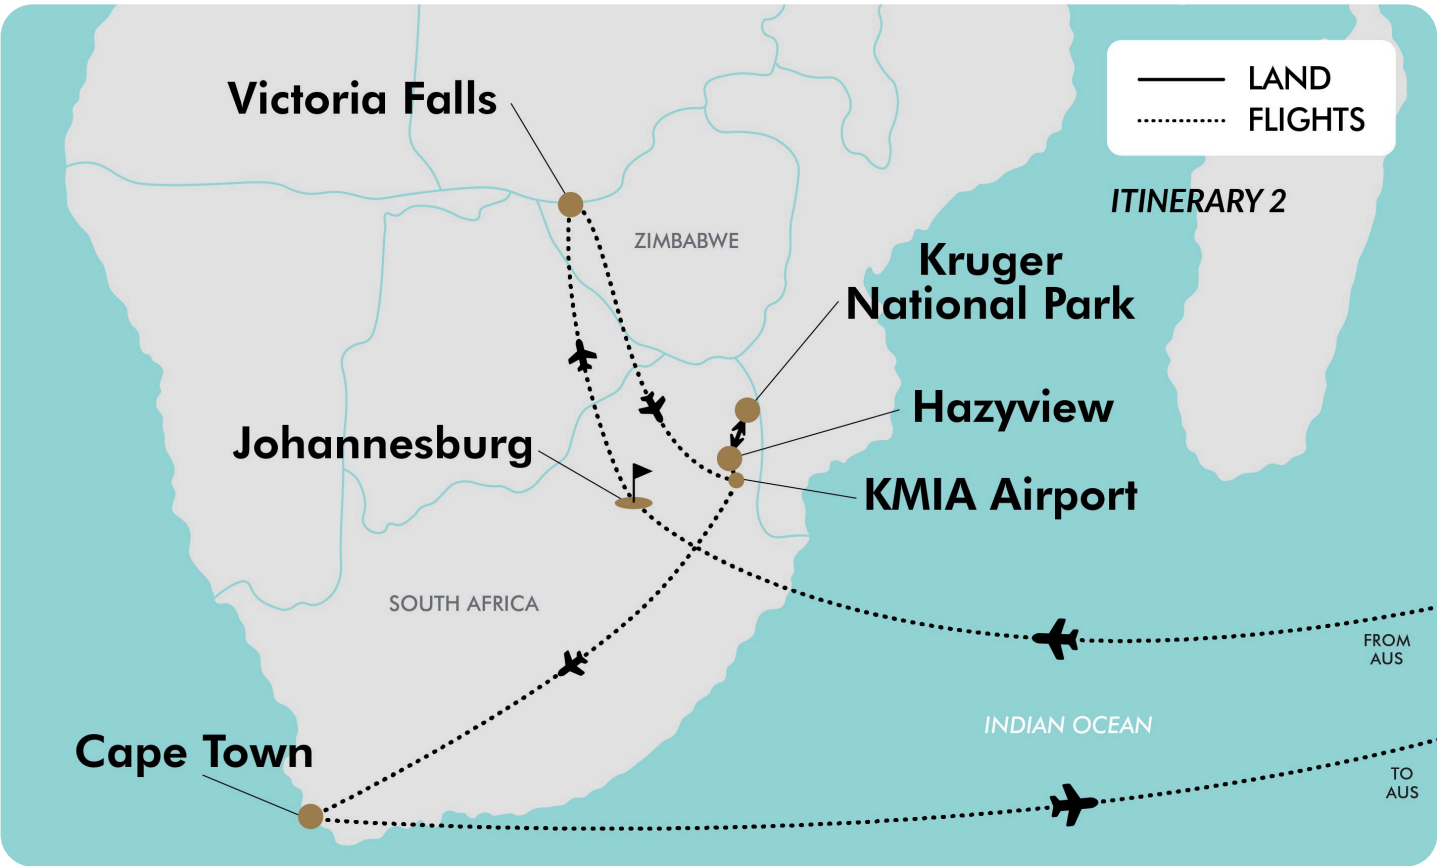 Victoria Falls
LAND
FLIGHTS
ITINERARY 2
ZIMBABWE
Kruger
National Park
Hazyview
Johannesburg
KMIA Airport
SOUTH AFRICA
FROM
AUS
INDIAN OCEAN
Cape Town
TO
AUS